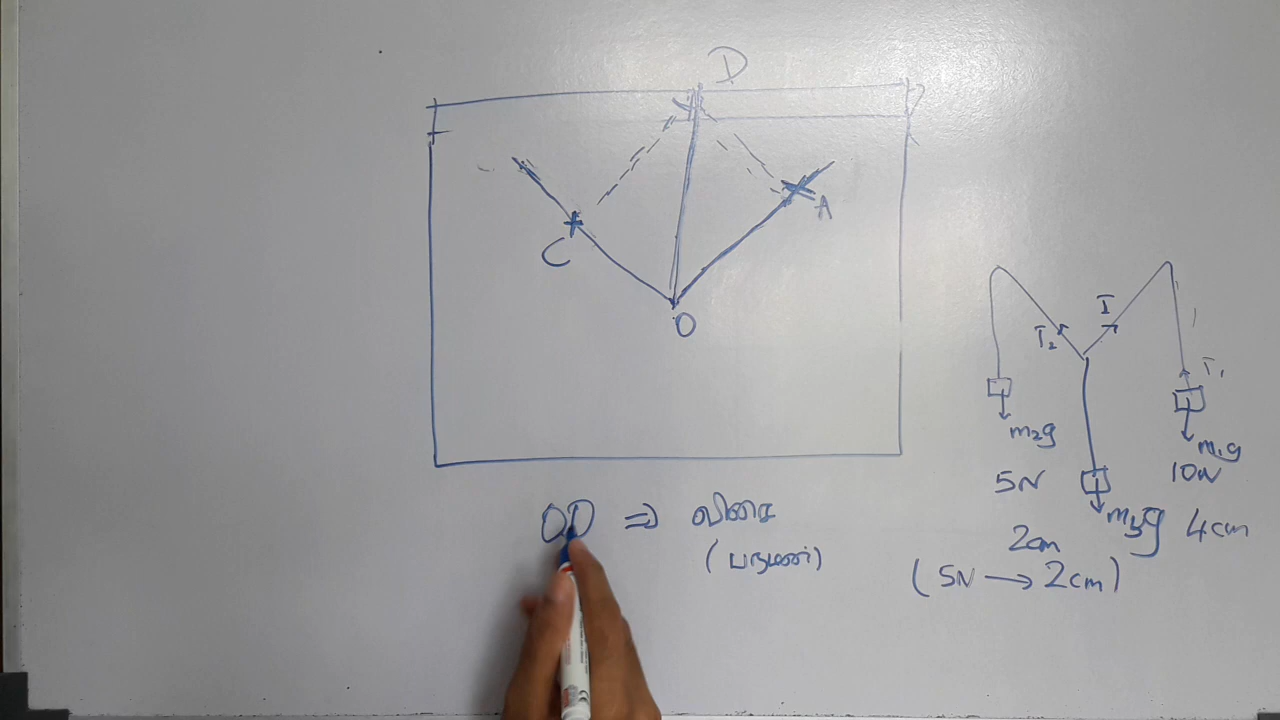 D
A
C
O
T₂
T
T₁
m₂g
m₁g
5N
10N
m₃g
4cm
2cm
(5N → 2cm)
OD ⇒ விசை
(பருமன்)